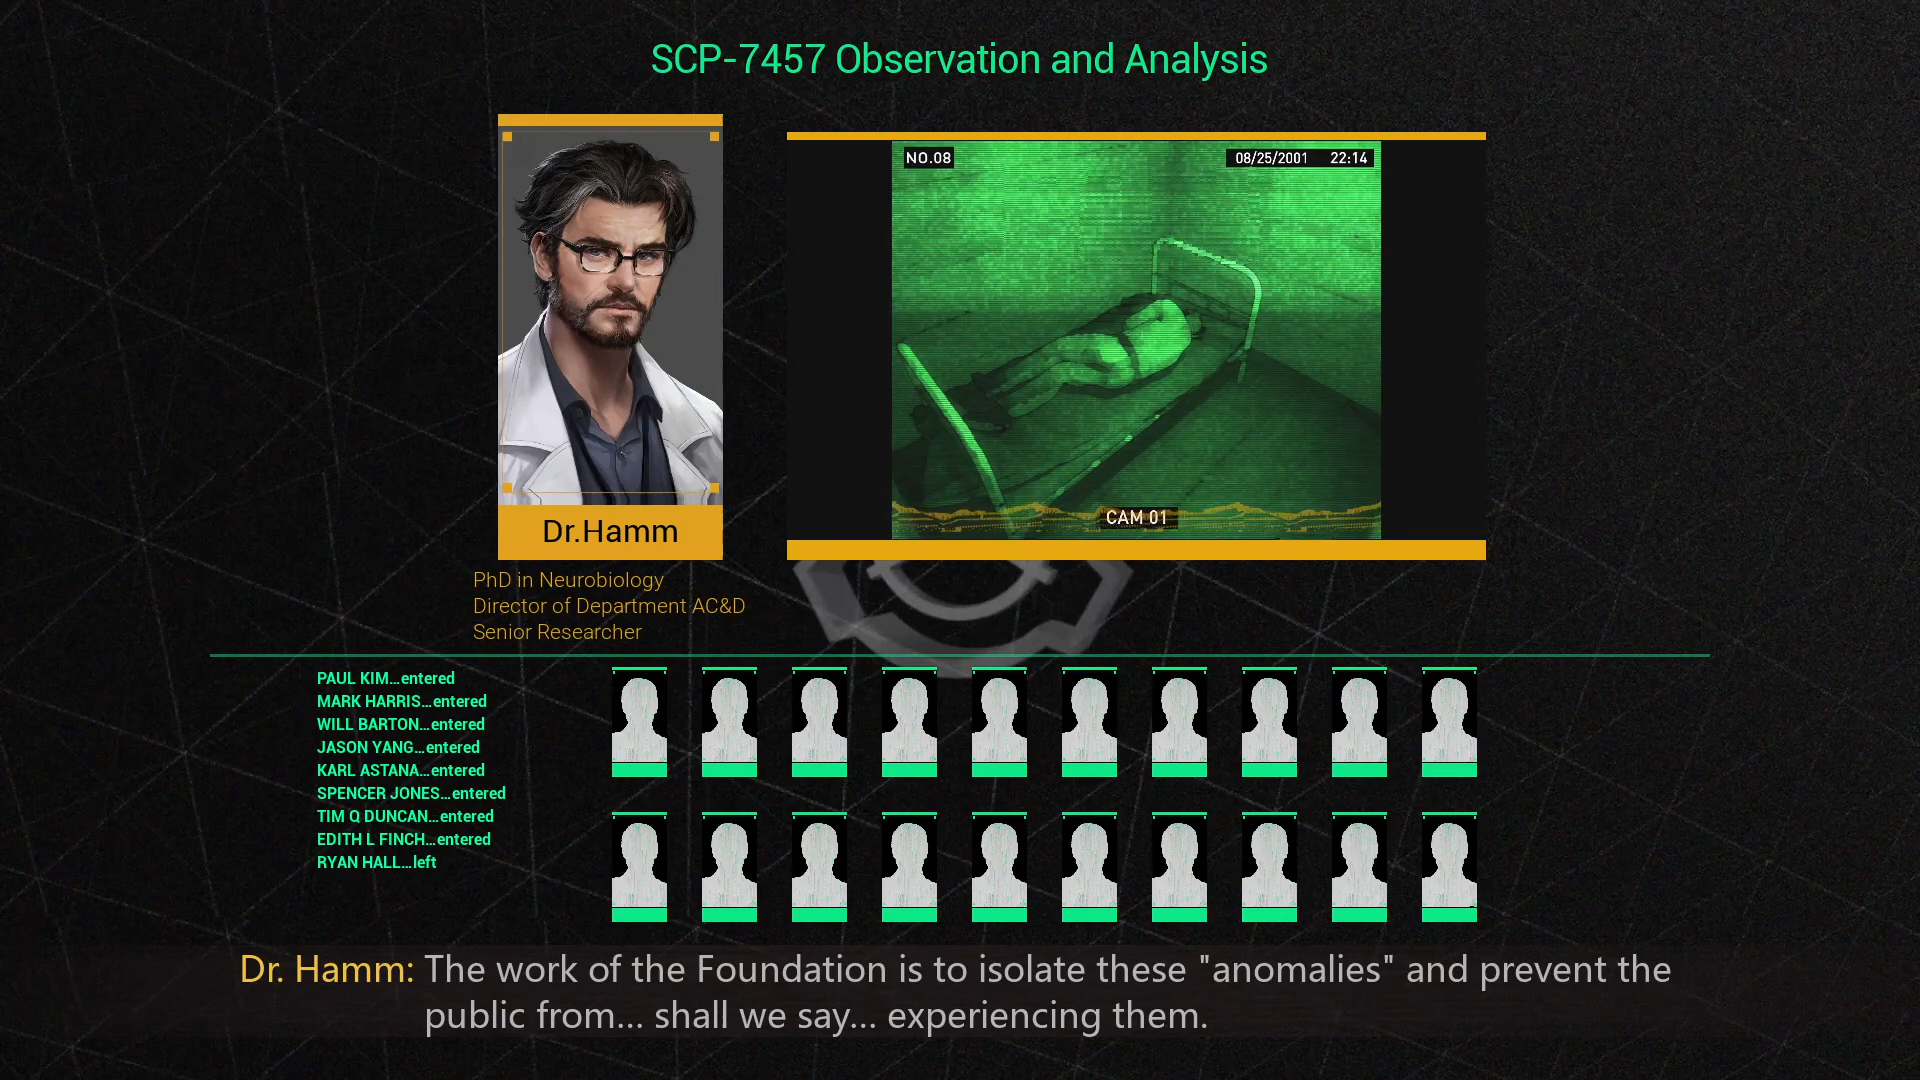 SCP-7457 Observation and Analysis
NO.08
08/25/2001 22:14
CAM 01
Dr.Hamm
PhD in Neurobiology
Director of Department AC&D
Senior Researcher
PAUL KIM...entered
MARK HARRIS...entered
WILL BARTON...entered
JASON YANG...entered
KARL ASTANA...entered
SPENCER JONES...entered
TIM Q DUNCAN...entered
EDITH L FINCH...entered
RYAN HALL...left
Dr. Hamm: The work of the Foundation is to isolate these "anomalies" and prevent the
public from... shall we say... experiencing them.